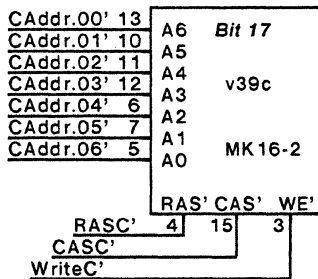 CAddr.00' 13 A6 Bit 17
CAddr.01' 10 A5
CAddr.02' 11 A4 v39c
CAddr.03' 12 A3
CAddr.04' 6 A2
CAddr.05' 7 A1 MK16-2
CAddr.06' 5 A0
RAS' CAS' WE'
RASC' 4 15 3
CASC'
WriteC'